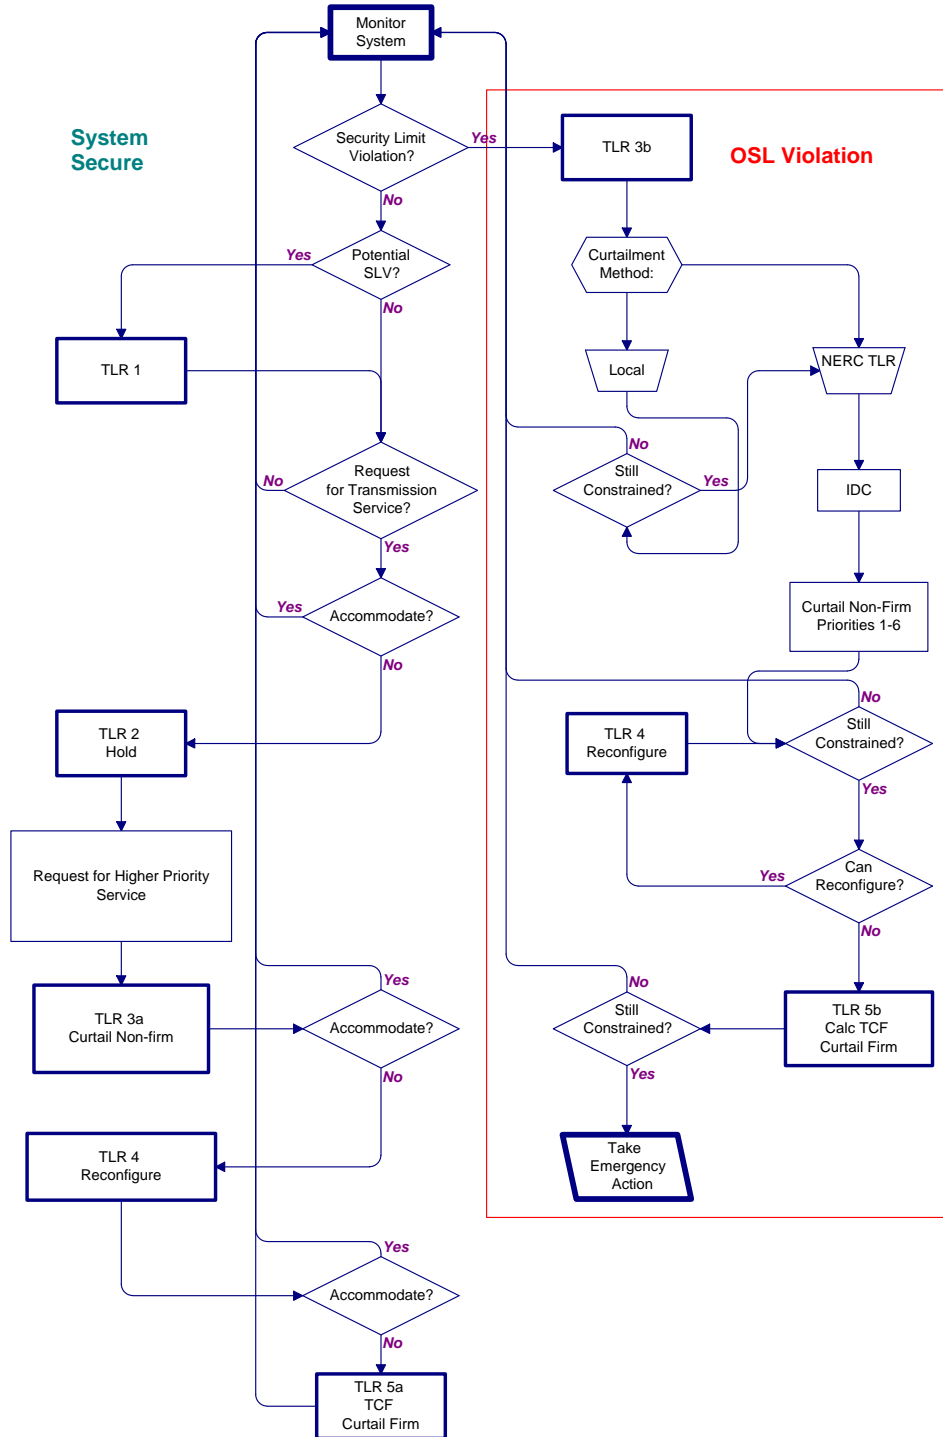 Monitor
System
System
Secure
Security Limit
Violation?
Yes
TLR 3b
OSL Violation
No
Yes
Potential
SLV?
Curtailment
Method:
No
TLR 1
Local
NERC TLR
No
Request
for Transmission
Service?
No
Still
Constrained?
Yes
IDC
Yes
Yes
Accommodate?
Curtail Non-Firm
Priorities 1-6
No
No
TLR 2
Hold
TLR 4
Reconfigure
Still
Constrained?
Yes
Request for Higher Priority
Service
Can
Reconfigure?
Yes
No
Yes
No
TLR 3a
Curtail Non-firm
Accommodate?
Still
Constrained?
TLR 5b
Calc TCF
Curtail Firm
No
Yes
TLR 4
Reconfigure
Take
Emergency
Action
Yes
Accommodate?
No
TLR 5a
TCF
Curtail Firm